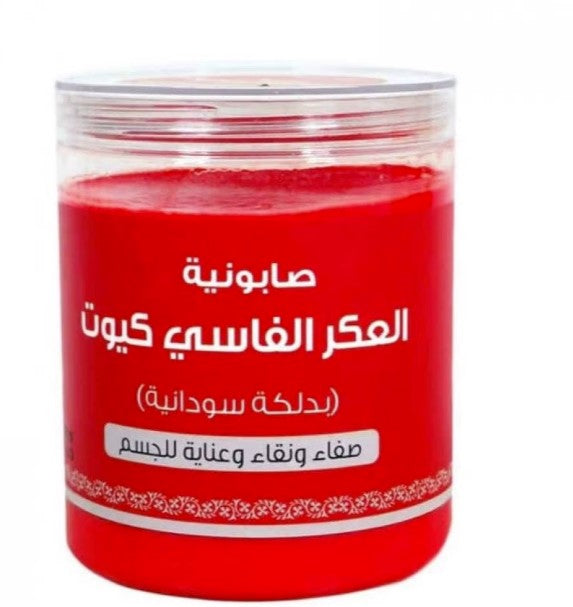 صابونية
العكر الفاسي كيوت
(بدلكة سودانية)
صفاء ونقاء وعناية للجسم